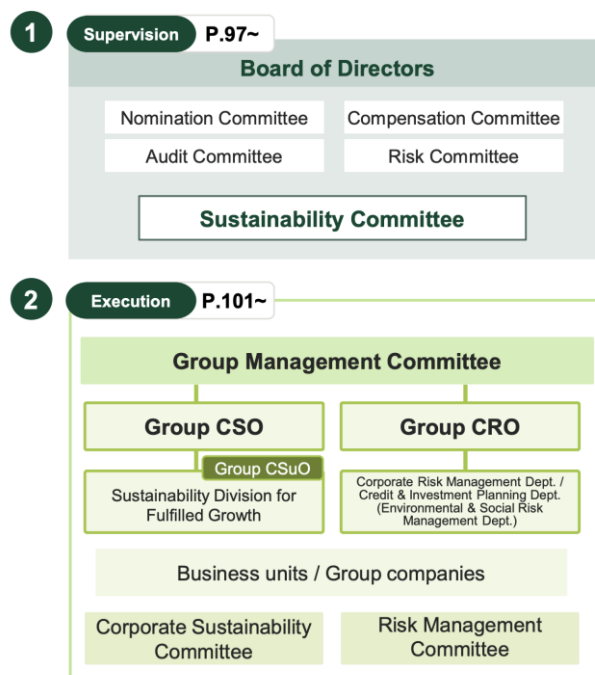 1
Supervision P.97~
Board of Directors
Nomination Committee
Compensation Committee
Audit Committee
Risk Committee
Sustainability Committee
2
Execution P.101~
Group Management Committee
Group CSO
Group CRO
Group CSuO
Sustainability Division for
Fulfilled Growth
Corporate Risk Management Dept. /
Credit & Investment Planning Dept.
(Environmental & Social Risk
Management Dept.)
Business units / Group companies
Corporate Sustainability
Committee
Risk Management
Committee